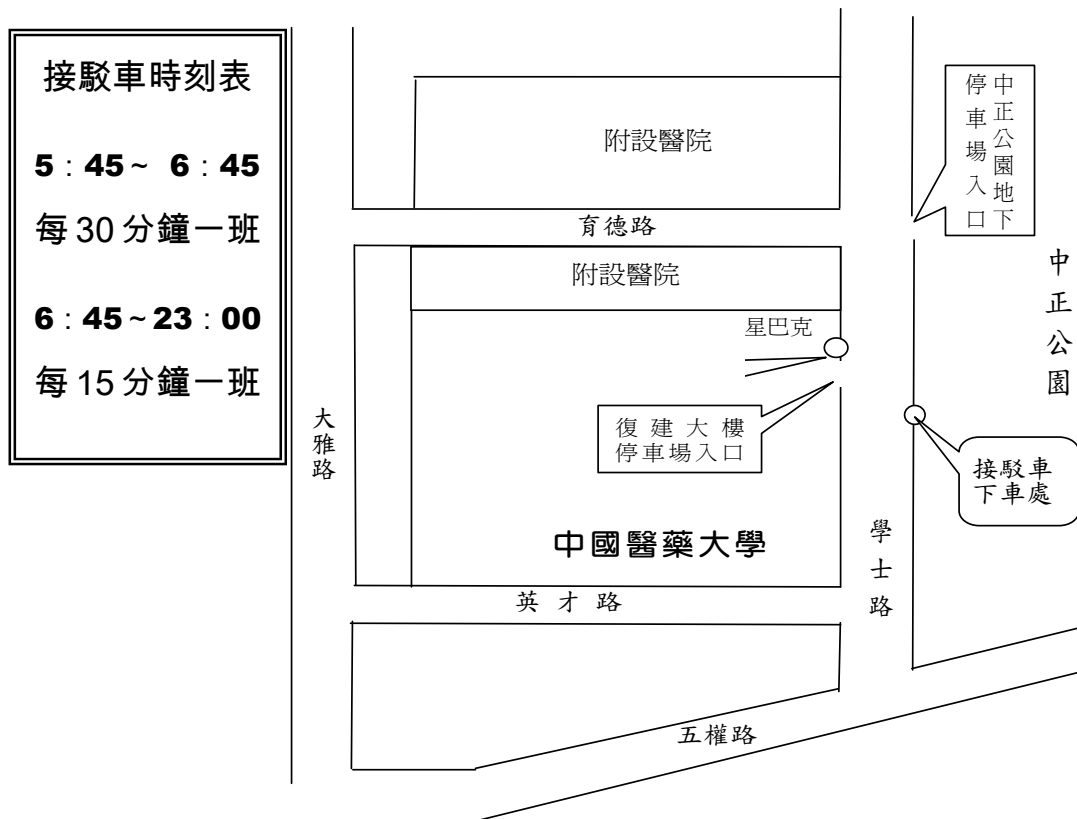 接駁車時刻表
5：45~ 6：45
每 30 分鐘一班
6：45~23：00
每 15 分鐘一班
附設醫院
中正公園地下
停車場入口
育德路
附設醫院
中正公園
星巴克
大雅路
復建大樓
停車場入口
接駁車
下車處
中國醫藥大學
學士路
英才路
五權路